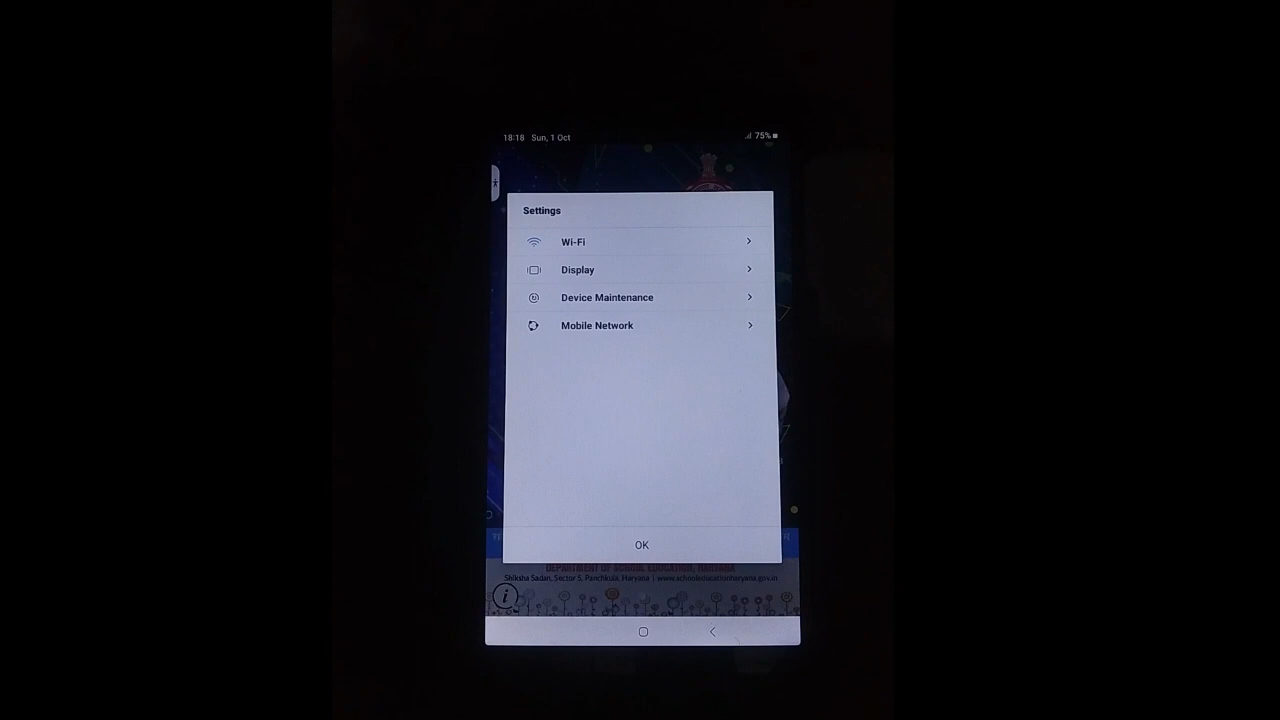 18:18 Sun, 1 Oct 75%
Settings
Wi-Fi
Display
Device Maintenance
Mobile Network
OK
DEPARTMENT OF SCHOOL EDUCATION, HARYANA
Shiksha Sadan, Sector 5, Panchkula, Haryana | www.schooleducationharyana.gov.in
i